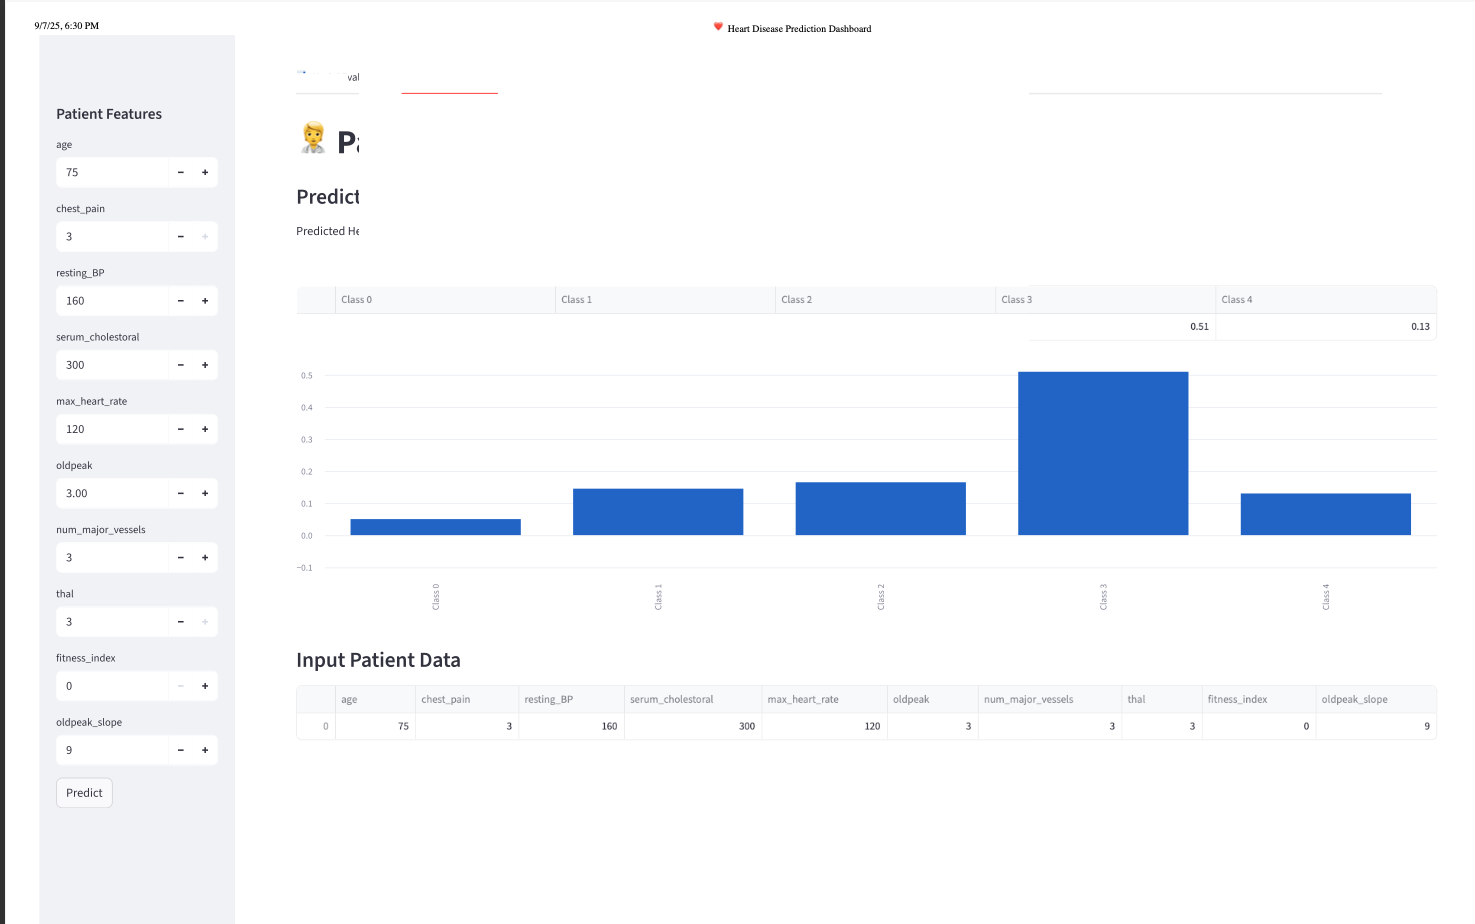 9/7/25, 6:30 PM
Heart Disease Prediction Dashboard
Patient Features
age
75
chest_pain
3
resting_BP
160
serum_cholestoral
300
max_heart_rate
120
oldpeak
3.00
num_major_vessels
3
thal
3
fitness_index
0
oldpeak_slope
9
Predict
val
Predict
Predicted He
Class 0 Class 1 Class 2 Class 3 Class 4
0.51 0.13
0.5
0.4
0.3
0.2
0.1
0.0
−0.1
Class 0 Class 1 Class 2 Class 3 Class 4
Input Patient Data
age chest_pain resting_BP serum_cholestoral max_heart_rate oldpeak num_major_vessels thal fitness_index oldpeak_slope
0 75 3 160 300 120 3 3 3 0 9